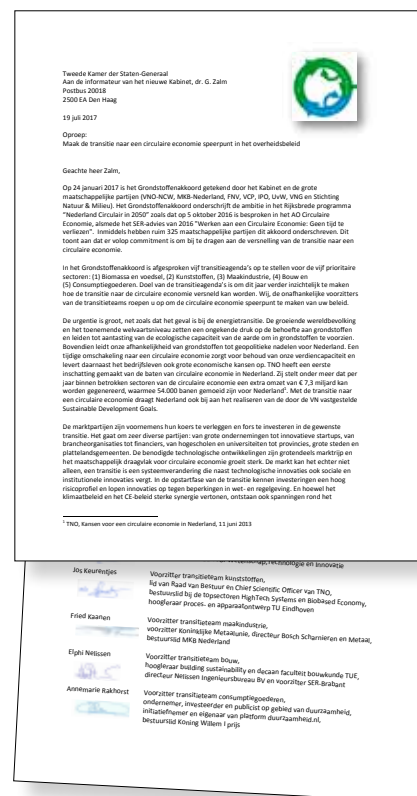 Tweede Kamer der Staten-Generaal
Aan de informateur van het nieuwe Kabinet, dr. G. Zalm
Postbus 20018
2500 EA Den Haag
19 juli 2017
Oproep:
Maak de transitie naar een circulaire economie speerpunt in het overheidsbeleid
Geachte heer Zalm,
Op 24 januari 2017 is het Grondstoffenakkoord getekend door het Kabinet en de grote
maatschappelijke partijen (VNO-NCW, MKB-Nederland, FNV, VCP, IPO, UvW, VNG en Stichting
Natuur & Milieu). Het Grondstoffenakkoord onderschrijft de ambitie in het Rijksbrede programma
"Nederland Circulair in 2050" zoals dat op 5 oktober 2016 is besproken in het AO Circulaire
Economie, alsmede het SER-advies van 2016 "Werken aan een Circulaire Economie: Geen tijd te
verliezen". Inmiddels hebben ruim 325 maatschappelijke partijen dit akkoord onderschreven. Dit
toont aan dat er volop commitment is om bij te dragen aan de versnelling van de transitie naar een
circulaire economie.
In het Grondstoffenakkoord is afgesproken vijf transitieagenda's op te stellen voor de vijf prioritaire
sectoren: (1) Biomassa en voedsel, (2) Kunststoffen, (3) Maakindustrie, (4) Bouw en
(5) Consumptiegoederen. Doel van de transitieagenda's is om dit jaar verder inzichtelijk te maken
hoe de transitie naar de circulaire economie versneld kan worden. Wij, de onafhankelijke voorzitters
van de transitieteams roepen u op om de circulaire economie speerpunt te maken van uw beleid.
De urgentie is groot, net zoals dat het geval is bij de energietransitie. De groeiende wereldbevolking
en het toenemende welvaartsniveau zetten een ongekende druk op de behoefte aan grondstoffen
en leiden tot aantasting van de ecologische capaciteit van de aarde om in grondstoffen te voorzien.
Bovendien leidt onze afhankelijkheid van grondstoffen tot geopolitieke nadelen voor Nederland. Een
tijdige omschakeling naar een circulaire economie zorgt voor behoud van onze verdiencapaciteit en
levert daarnaast het bedrijfsleven ook grote economische kansen op. TNO heeft een eerste
inschatting gemaakt van de baten van circulaire economie in Nederland. Zij stelt onder meer dat per
jaar binnen betrokken sectoren van de circulaire economie een extra omzet van € 7,3 miljard kan
worden gegenereerd, waarmee 54.000 banen gemoeid zijn voor Nederland¹. Met de transitie naar
een circulaire economie draagt Nederland ook bij aan het realiseren van de door de VN vastgestelde
Sustainable Development Goals.
De marktpartijen zijn voornemens hun koers te verleggen en fors te investeren in de gewenste
transitie. Het gaat om zeer diverse partijen: van grote ondernemingen tot innovatieve startups, van
brancheorganisaties tot financiers, van hogescholen en universiteiten tot provincies, grote steden en
plattelandsgemeenten. De benodigde technologische ontwikkelingen zijn grotendeels marktrijp en
het maatschappelijk draagvlak voor circulaire economie groeit sterk. De markt kan het echter niet
alleen, een transitie is een systeemverandering die naast technologische innovaties ook sociale en
institutionele innovaties vergt. In de opstartfase van de transitie kennen investeringen een hoog
risicoprofiel en lopen innovaties op tegen beperkingen in wet- en regelgeving. En hoewel het
klimaatbeleid en het CE-beleid sterke synergie vertonen, ontstaan ook spanningen rond het
¹ TNO, Kansen voor een circulaire economie in Nederland, 11 juni 2013
Technologie en Innovatie
Jos Keurentjes
Voorzitter transitieteam kunststoffen,
lid van Raad van Bestuur en Chief Scientific Officer van TNO,
bestuurslid bij de topsectoren HighTech Systems en Biobased Economy,
hoogleraar proces- en apparaatontwerp TU Eindhoven
Fried Kaanen
Voorzitter transitieteam maakindustrie,
voorzitter Koninklijke Metaalunie, directeur Bosch Scharnieren en Metaal,
bestuurslid MKB Nederland
Elphi Nelissen
Voorzitter transitieteam bouw,
hoogleraar building sustainability en decaan faculteit bouwkunde TUE,
directeur Nelissen Ingenieursbureau BV en voorzitter SER-Brabant
Annemarie Rakhorst
Voorzitter transitieteam consumptiegoederen,
ondernemer, investeerder en publicist op gebied van duurzaamheid,
initiatiefnemer en eigenaar van platform duurzaamheid.nl,
bestuurslid Koning Willem I prijs